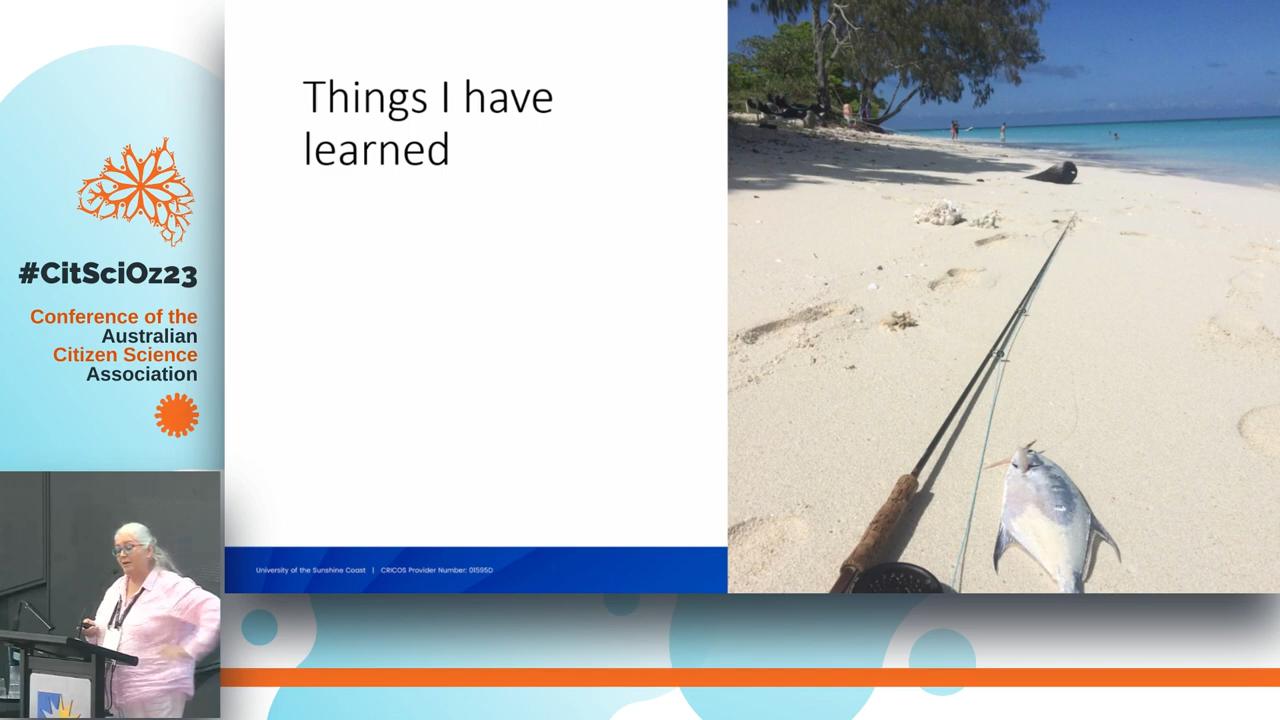 #CitSciOz23
Conference of the
Australian
Citizen Science
Association
Things I have
learned
University of the Sunshine Coast | CRICOS Provider Number: 01595D